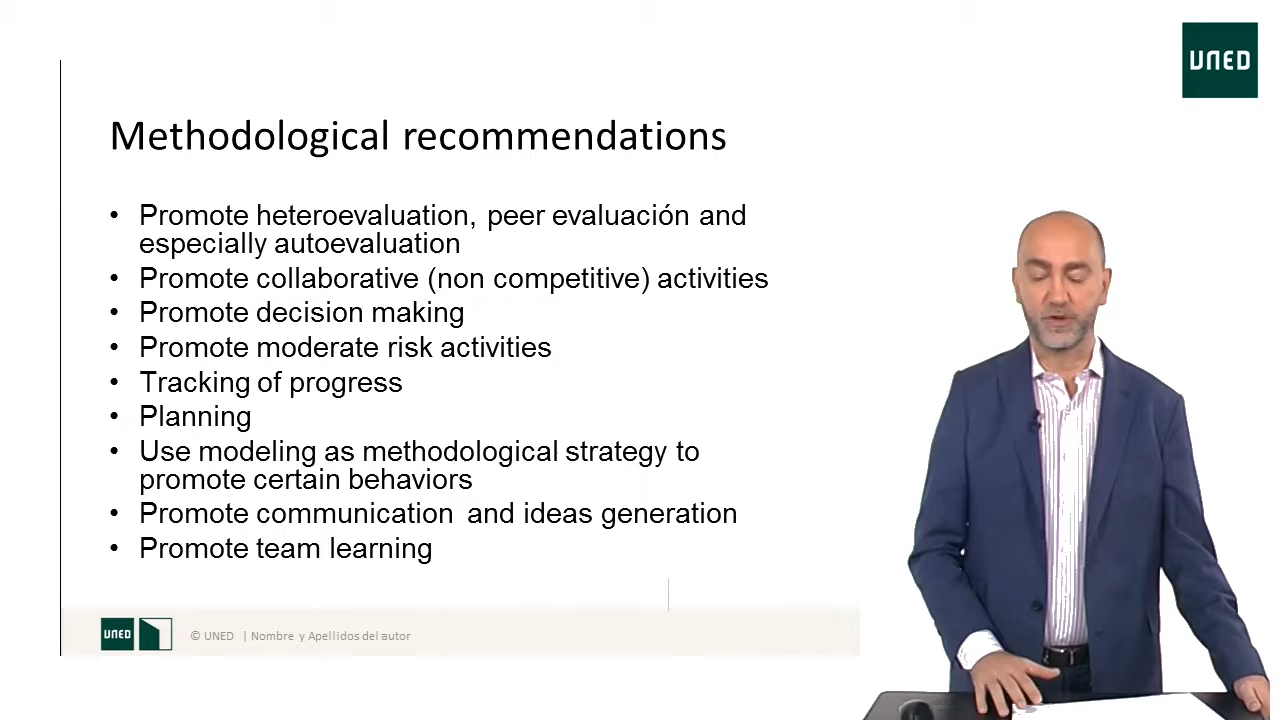 UNED
Methodological recommendations
• Promote heteroevaluation, peer evaluación and
especially autoevaluation
• Promote collaborative (non competitive) activities
• Promote decision making
• Promote moderate risk activities
• Tracking of progress
• Planning
• Use modeling as methodological strategy to
promote certain behaviors
• Promote communication and ideas generation
• Promote team learning
UNED © UNED | Nombre y Apellidos del autor